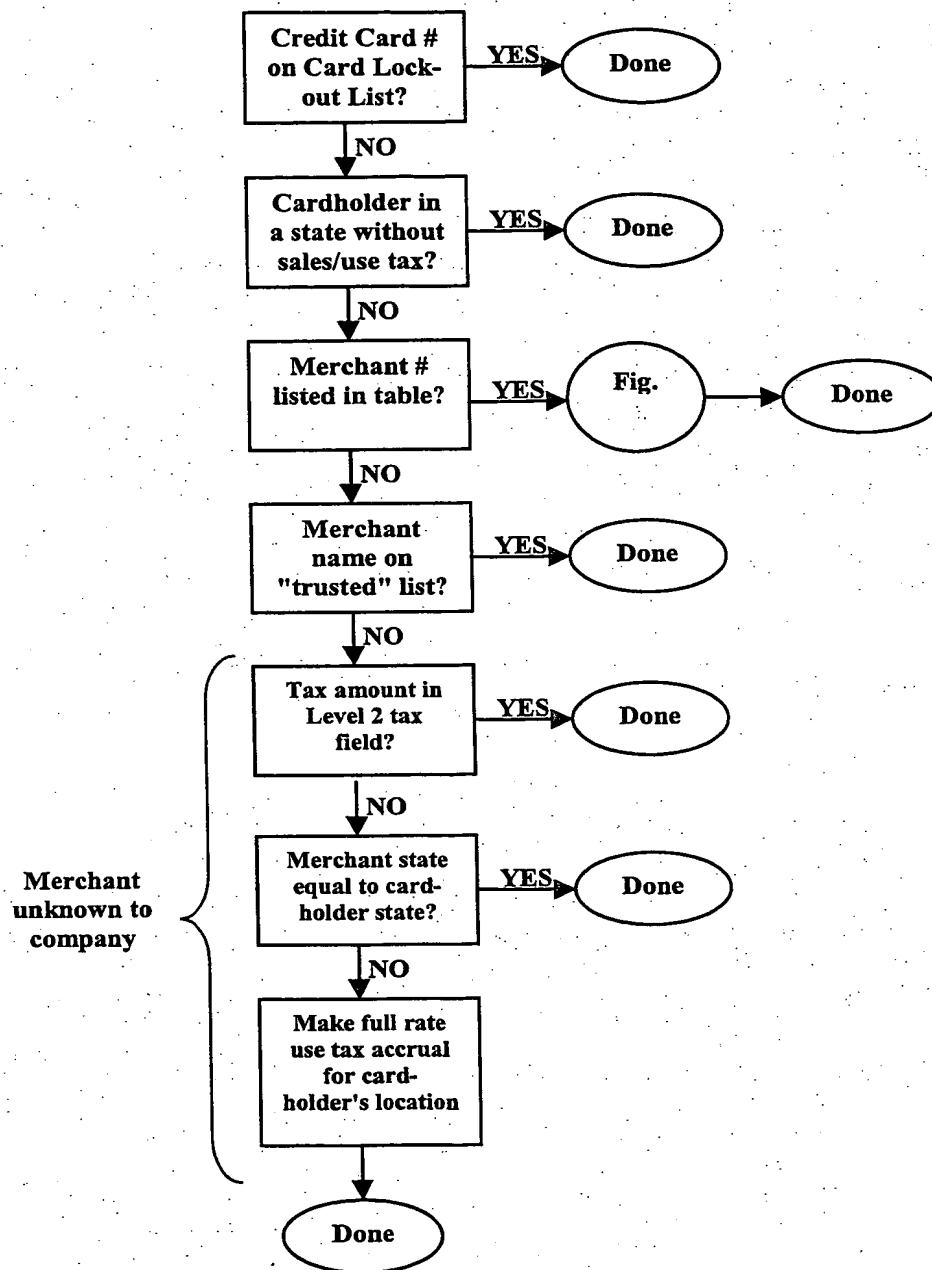 Credit Card #
on Card Lock-
out List?
YES
Done
NO
Cardholder in
a state without
sales/use tax?
YES
Done
NO
Merchant #
listed in table?
YES
Fig.
Done
NO
Merchant
name on
"trusted" list?
YES
Done
NO
Tax amount in
Level 2 tax
field?
YES
Done
NO
Merchant
unknown to
company
Merchant state
equal to card-
holder state?
YES
Done
NO
Make full rate
use tax accrual
for card-
holder's location
Done